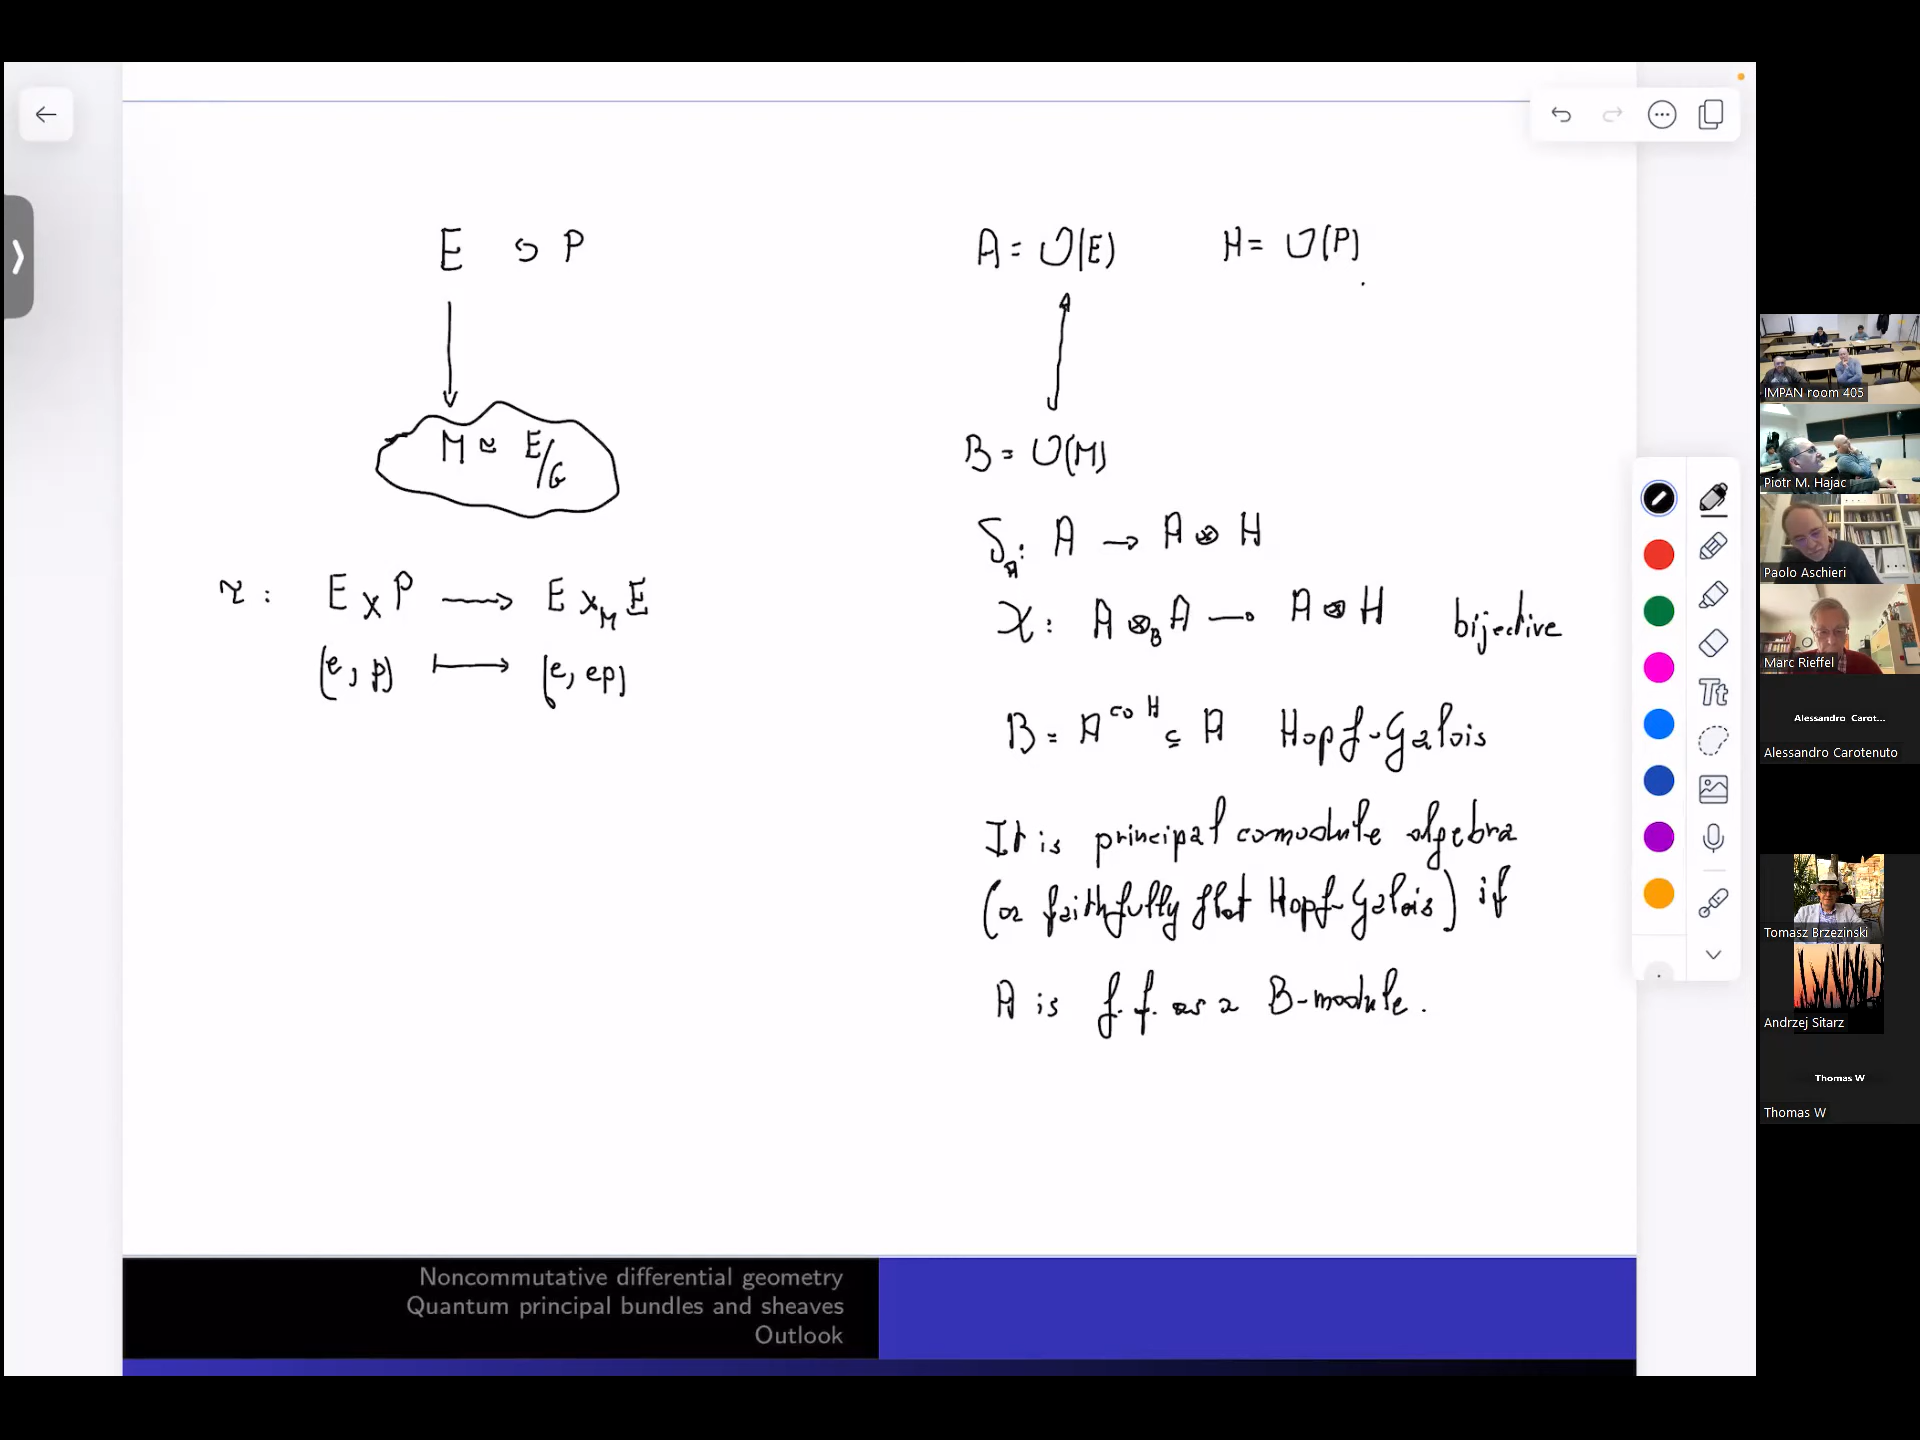 E ↺ P
↓
M ≃ E/G
τ : E × P → E ×_M E
(e, p) ⟼ (e, ep)
A = O(E) H = O(P)
B = O(M)
δ_A : A → A ⊗ H
χ : A ⊗_B A → A ⊗ H bijective
B = A^{co H} ⊆ A Hopf-Galois
It is principal comodule algebra
(or faithfully flat Hopf-Galois) if
A is f.f. as a B-module.
Noncommutative differential geometry
Quantum principal bundles and sheaves
Outlook
Tt
IMPAN room 405
Piotr M. Hajac
Paolo Aschieri
Marc Rieffel
Alessandro Carot...
Alessandro Carotenuto
Tomasz Brzezinski
Andrzej Sitarz
Thomas W
Thomas W